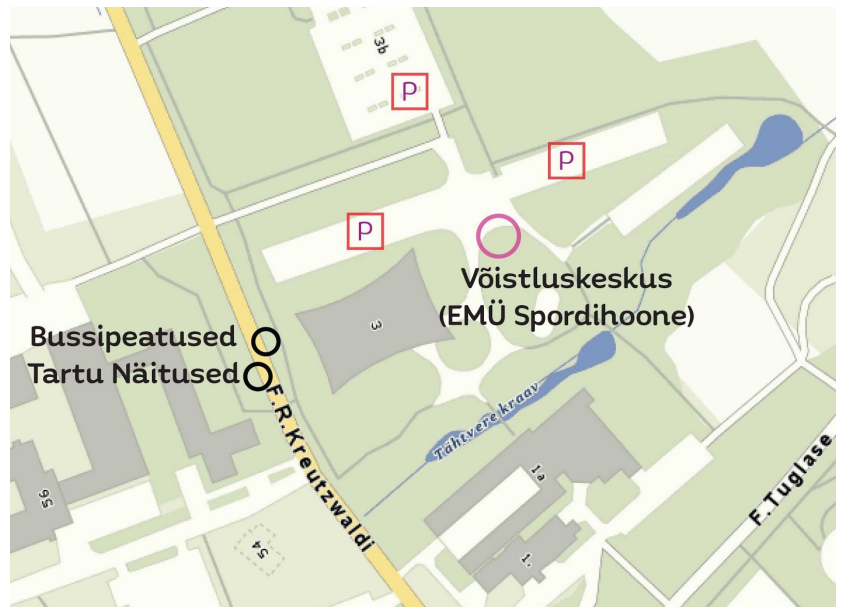 3b
P
P
P
Võistluskeskus
(EMÜ Spordihoone)
3
Bussipeatused
Tartu Näitused
F.R.Kreutzwaldi
Tähtvere kraav
F.Tuglase
1a
56
54
1.